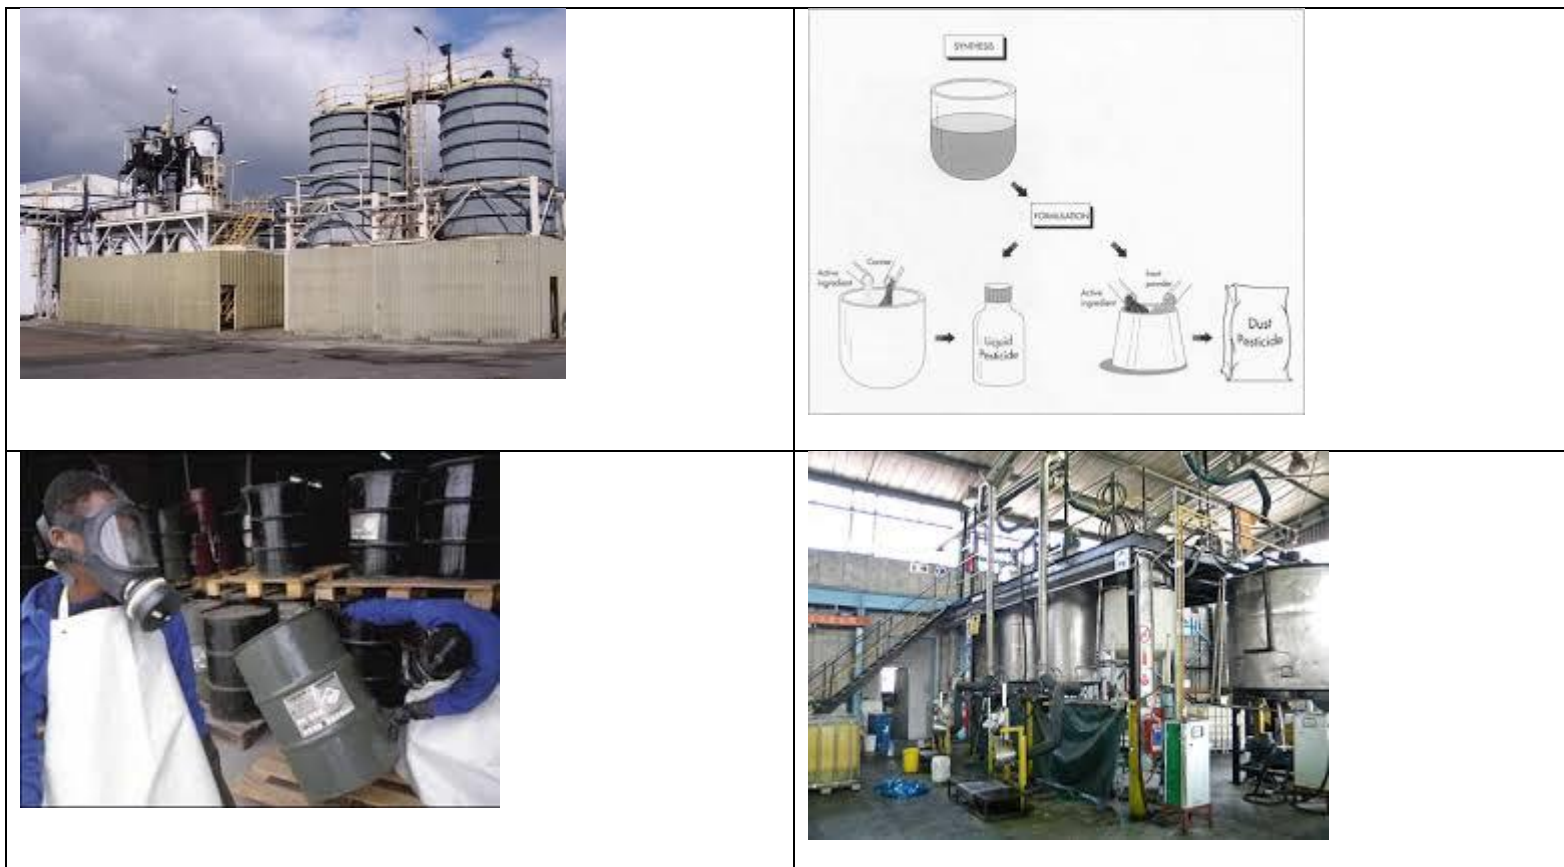 SYNTHESIS
FORMULATION
Active
ingredient
Carrier
Liquid
Pesticide
Active
ingredient
Inert
powder
Dust
Pesticide